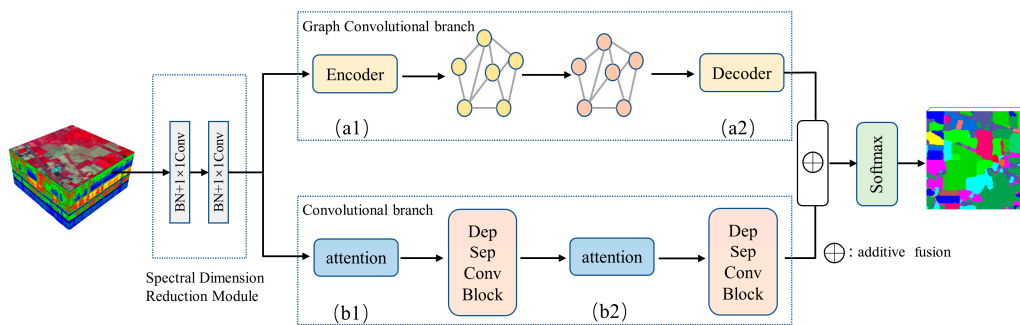 Graph Convolutional branch
Encoder
Decoder
(a1)
(a2)
BN+1×1Conv
BN+1×1Conv
Softmax
Convolutional branch
attention
Dep
Sep
Conv
Block
attention
Dep
Sep
Conv
Block
(b1)
(b2)
Spectral Dimension
Reduction Module
: additive fusion